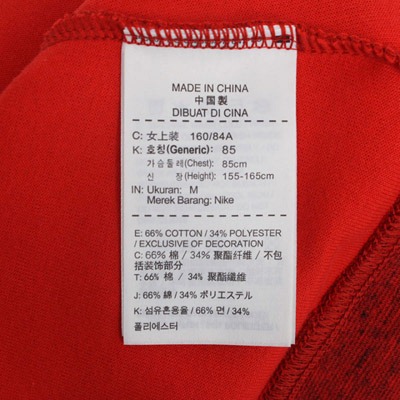 MADE IN CHINA
中国製
DIBUAT DI CINA
C: 女上装 160/84A
K: 호칭(Generic): 85
가슴둘레(Chest): 85cm
신 장(Height): 155-165cm
IN: Ukuran: M
Merek Barang: Nike
E: 66% COTTON / 34% POLYESTER
/ EXCLUSIVE OF DECORATION
C: 66% 棉 / 34% 聚酯纤维 / 不包
括装饰部分
T: 66% 棉 / 34% 聚酯纖維
J: 66% 綿 / 34% ポリエステル
K: 섬유혼용율 / 66% 면 / 34%
폴리에스터